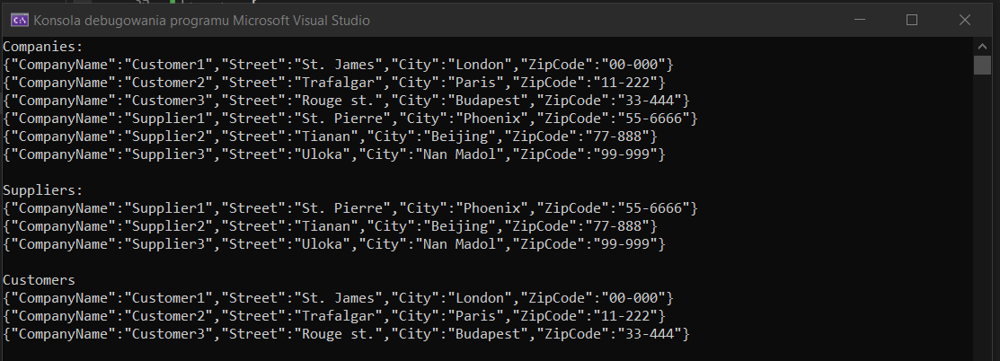 Konsola debugowania programu Microsoft Visual Studio
Companies:
{"CompanyName":"Customer1","Street":"St. James","City":"London","ZipCode":"00-000"}
{"CompanyName":"Customer2","Street":"Trafalgar","City":"Paris","ZipCode":"11-222"}
{"CompanyName":"Customer3","Street":"Rouge st.","City":"Budapest","ZipCode":"33-444"}
{"CompanyName":"Supplier1","Street":"St. Pierre","City":"Phoenix","ZipCode":"55-6666"}
{"CompanyName":"Supplier2","Street":"Tianan","City":"Beijing","ZipCode":"77-888"}
{"CompanyName":"Supplier3","Street":"Uloka","City":"Nan Madol","ZipCode":"99-999"}
Suppliers:
{"CompanyName":"Supplier1","Street":"St. Pierre","City":"Phoenix","ZipCode":"55-6666"}
{"CompanyName":"Supplier2","Street":"Tianan","City":"Beijing","ZipCode":"77-888"}
{"CompanyName":"Supplier3","Street":"Uloka","City":"Nan Madol","ZipCode":"99-999"}
Customers
{"CompanyName":"Customer1","Street":"St. James","City":"London","ZipCode":"00-000"}
{"CompanyName":"Customer2","Street":"Trafalgar","City":"Paris","ZipCode":"11-222"}
{"CompanyName":"Customer3","Street":"Rouge st.","City":"Budapest","ZipCode":"33-444"}